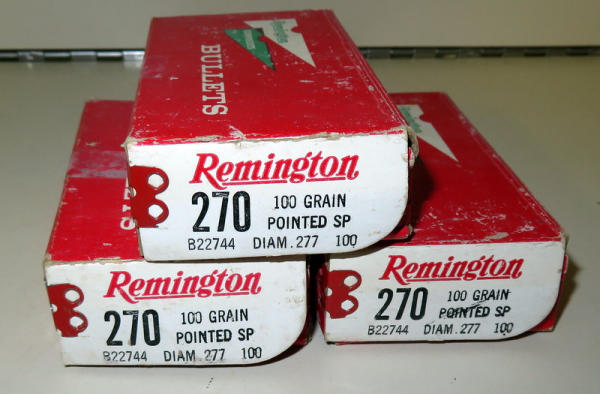 Remington
BULLETS
Remington
270 100 GRAIN
POINTED SP
B22744 DIAM.277 100
Remington
270 100 GRAIN
POINTED SP
B22744 DIAM.277 100
Remington
270 100 GRAIN
POINTED SP
B22744 DIAM.277 100